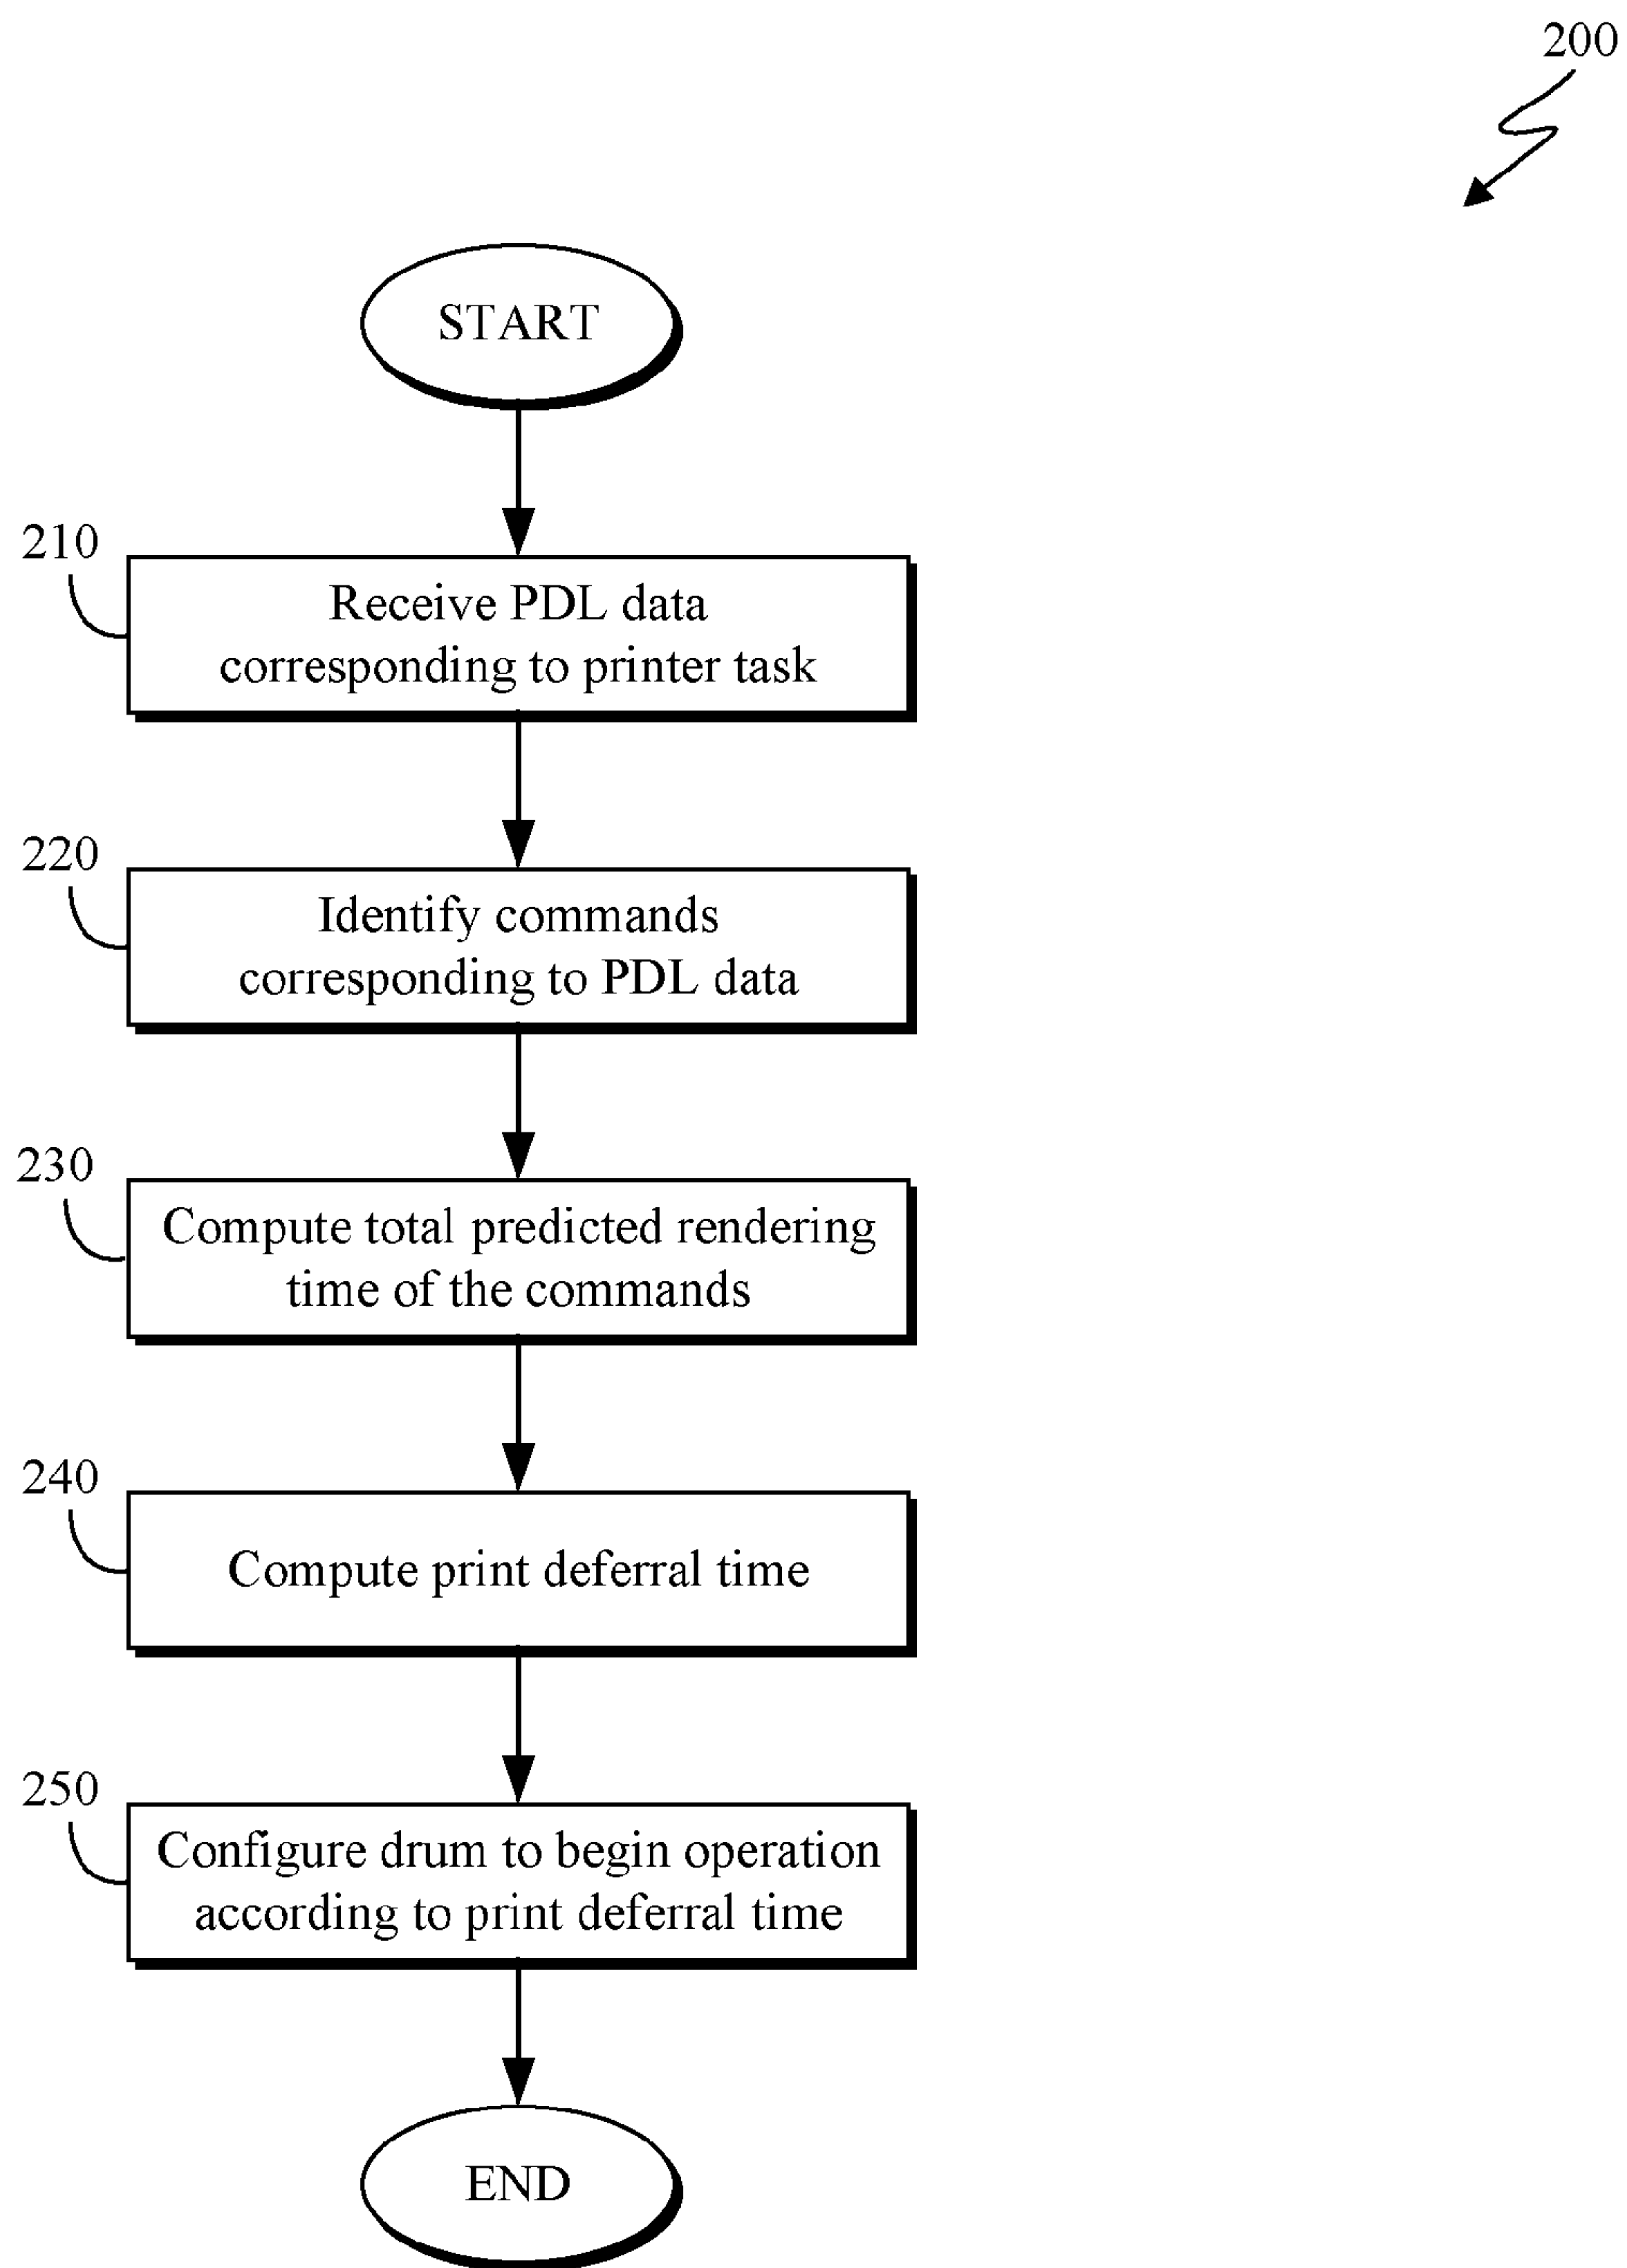 200
START
210
Receive PDL data
corresponding to printer task
220
Identify commands
corresponding to PDL data
230
Compute total predicted rendering
time of the commands
240
Compute print deferral time
250
Configure drum to begin operation
according to print deferral time
END